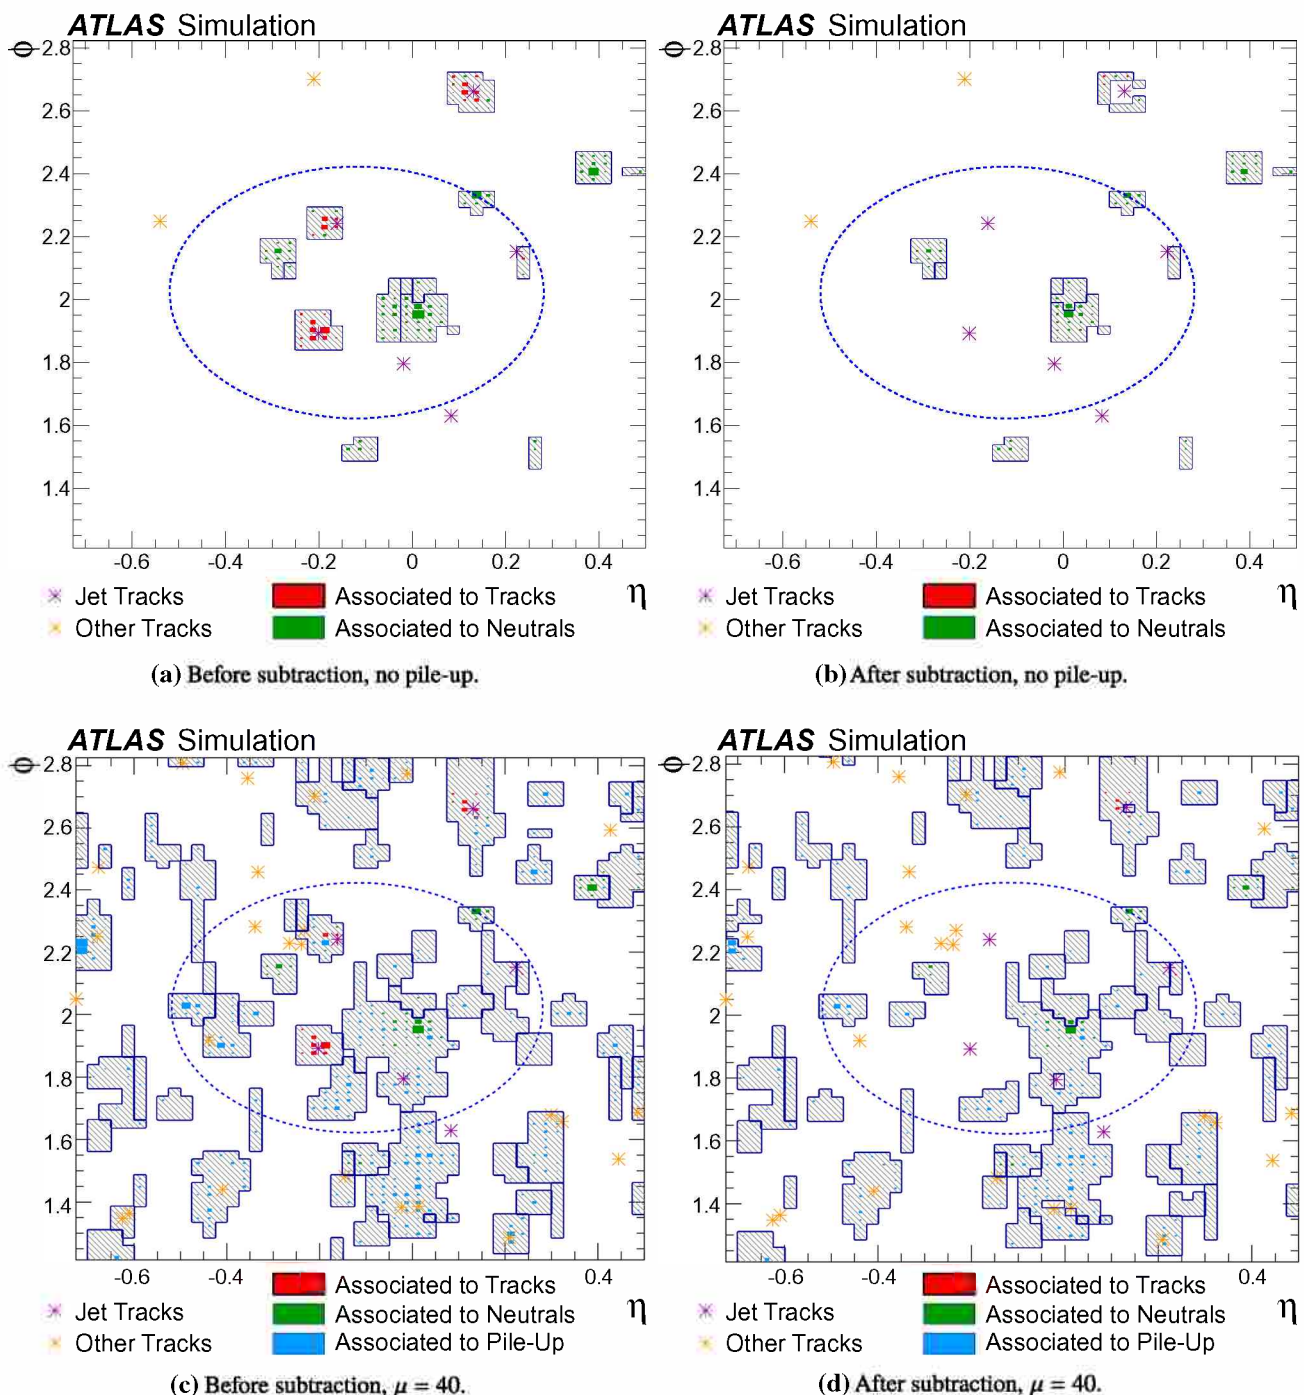 ATLAS Simulation
ATLAS Simulation
ϕ
2.8
2.6
2.4
2.2
2
1.8
1.6
1.4
-0.6 -0.4 -0.2 0 0.2 0.4
η
Jet Tracks
Associated to Tracks
Other Tracks
Associated to Neutrals
(a) Before subtraction, no pile-up.
ϕ
2.8
2.6
2.4
2.2
2
1.8
1.6
1.4
-0.6 -0.4 -0.2 0 0.2 0.4
η
Jet Tracks
Associated to Tracks
Other Tracks
Associated to Neutrals
(b) After subtraction, no pile-up.
ATLAS Simulation
ATLAS Simulation
ϕ
2.8
2.6
2.4
2.2
2
1.8
1.6
1.4
-0.6 -0.4 0.4
η
Associated to Tracks
Jet Tracks
Associated to Neutrals
Other Tracks
Associated to Pile-Up
(c) Before subtraction, μ = 40.
ϕ
2.8
2.6
2.4
2.2
2
1.8
1.6
1.4
-0.6 -0.4 0.4
η
Associated to Tracks
Jet Tracks
Associated to Neutrals
Other Tracks
Associated to Pile-Up
(d) After subtraction, μ = 40.